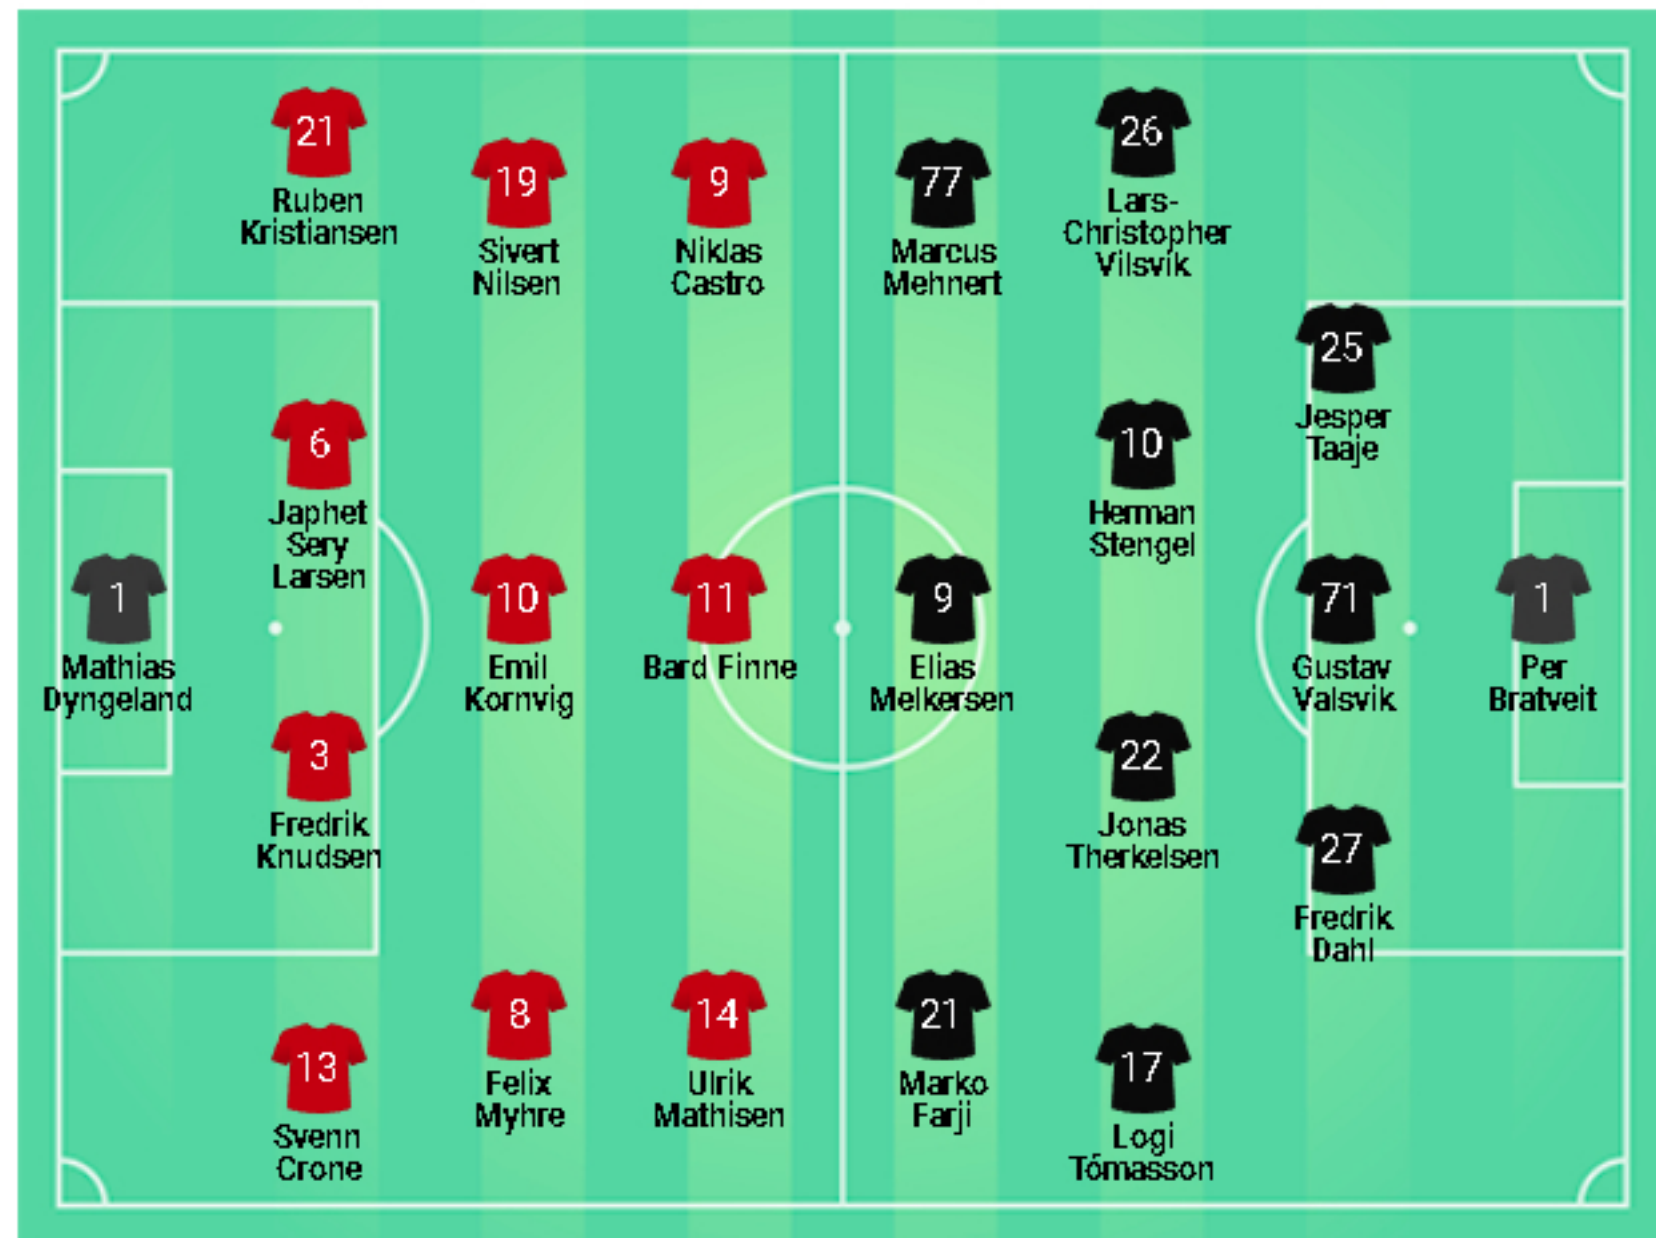 21
Ruben
Kristiansen
6
Japhet
Sery
Larsen
1
Mathias
Dyngeland
3
Fredrik
Knudsen
13
Svenn
Crone
19
Sivert
Nilsen
10
Emil
Kornvig
8
Felix
Myhre
9
Niklas
Castro
11
Bard Finne
14
Ulrik
Mathisen
77
Marcus
Mehnert
9
Elias
Melkersen
21
Marko
Farji
26
Lars-
Christopher
Vilsvik
10
Herman
Stengel
22
Jonas
Therkelsen
17
Logi
Tómasson
25
Jesper
Taaje
71
Gustav
Valsvik
27
Fredrik
Dahl
1
Per
Bratveit